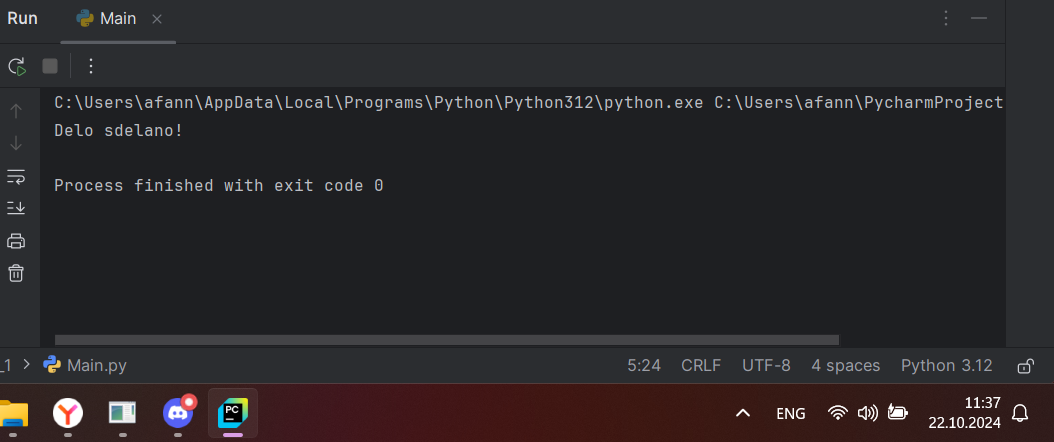 Run Main
C:\Users\afann\AppData\Local\Programs\Python\Python312\python.exe C:\Users\afann\PycharmProject
Delo sdelano!
Process finished with exit code 0
_1 > Main.py 5:24 CRLF UTF-8 4 spaces Python 3.12
PC
ENG
11:37
22.10.2024